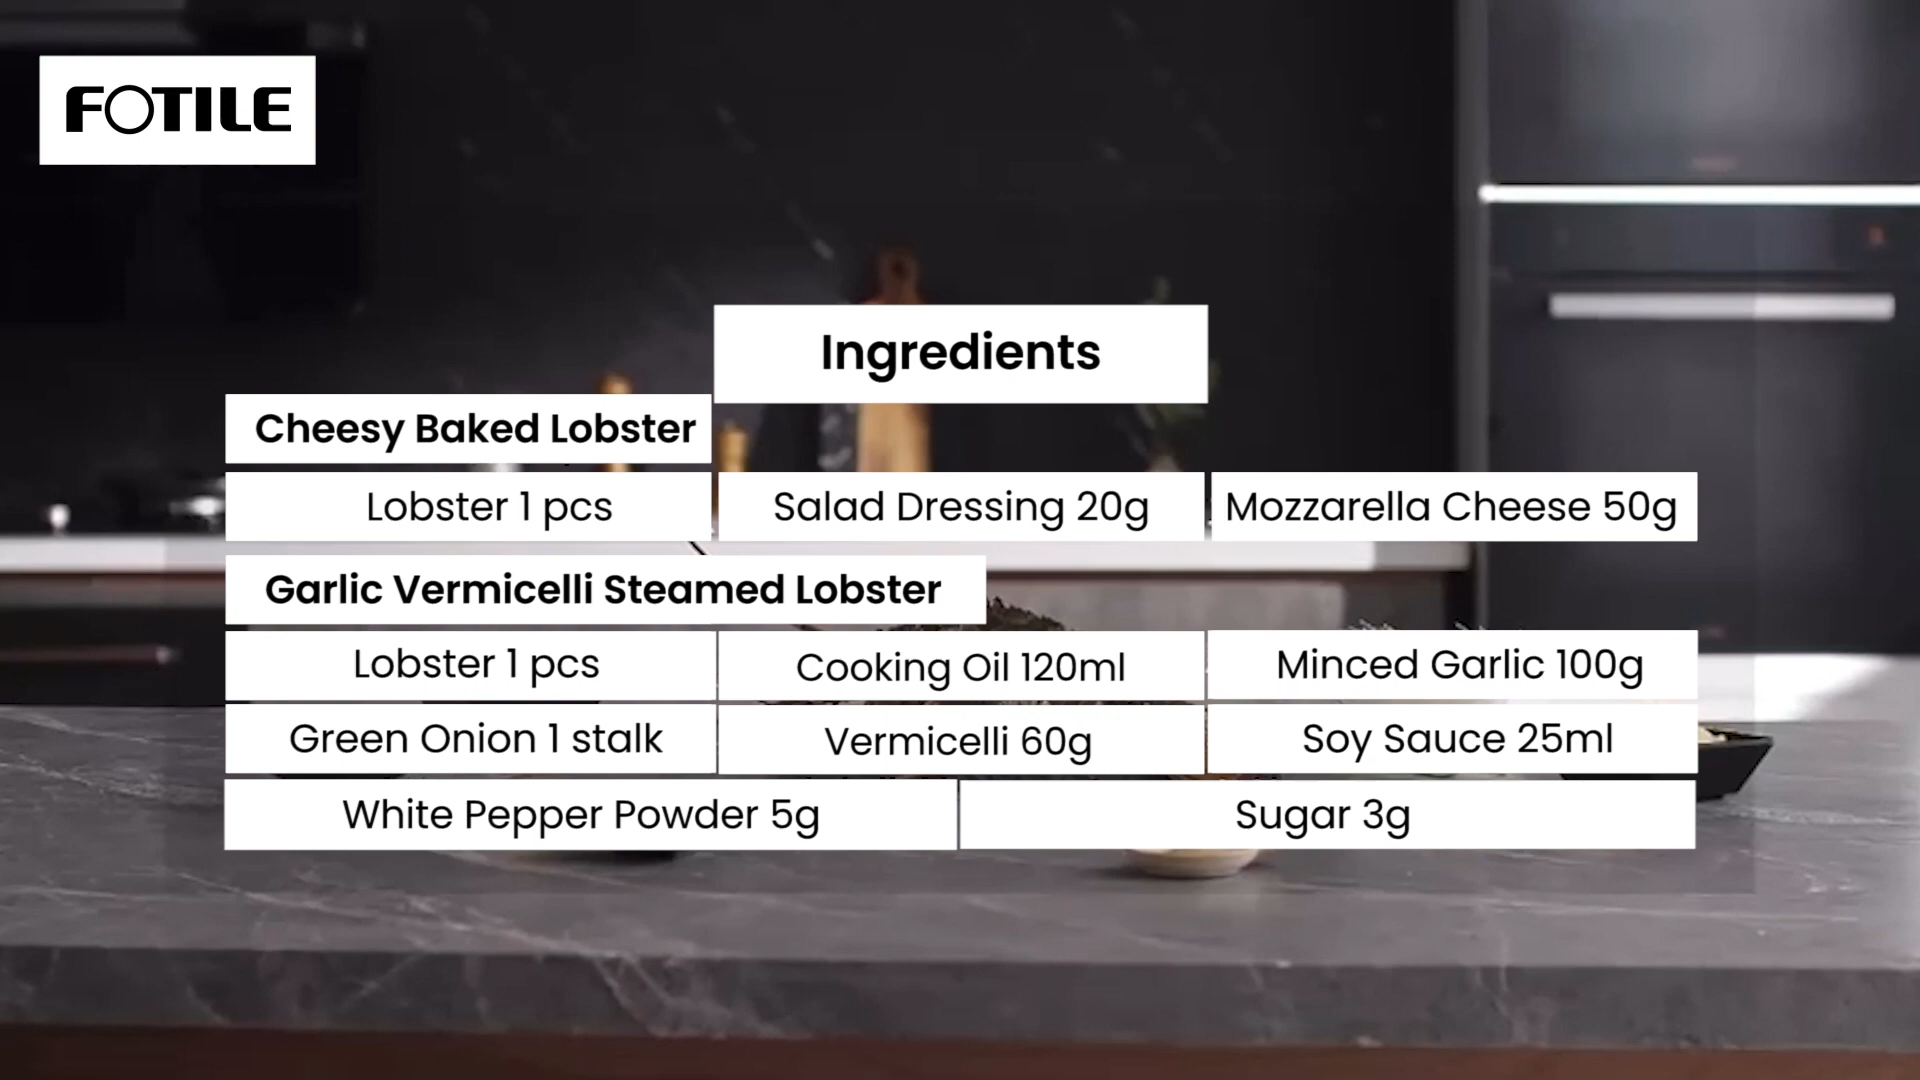 FOTILE
Ingredients
Cheesy Baked Lobster
Lobster 1 pcs
Salad Dressing 20g
Mozzarella Cheese 50g
Garlic Vermicelli Steamed Lobster
Lobster 1 pcs
Cooking Oil 120ml
Minced Garlic 100g
Green Onion 1 stalk
Vermicelli 60g
Soy Sauce 25ml
White Pepper Powder 5g
Sugar 3g